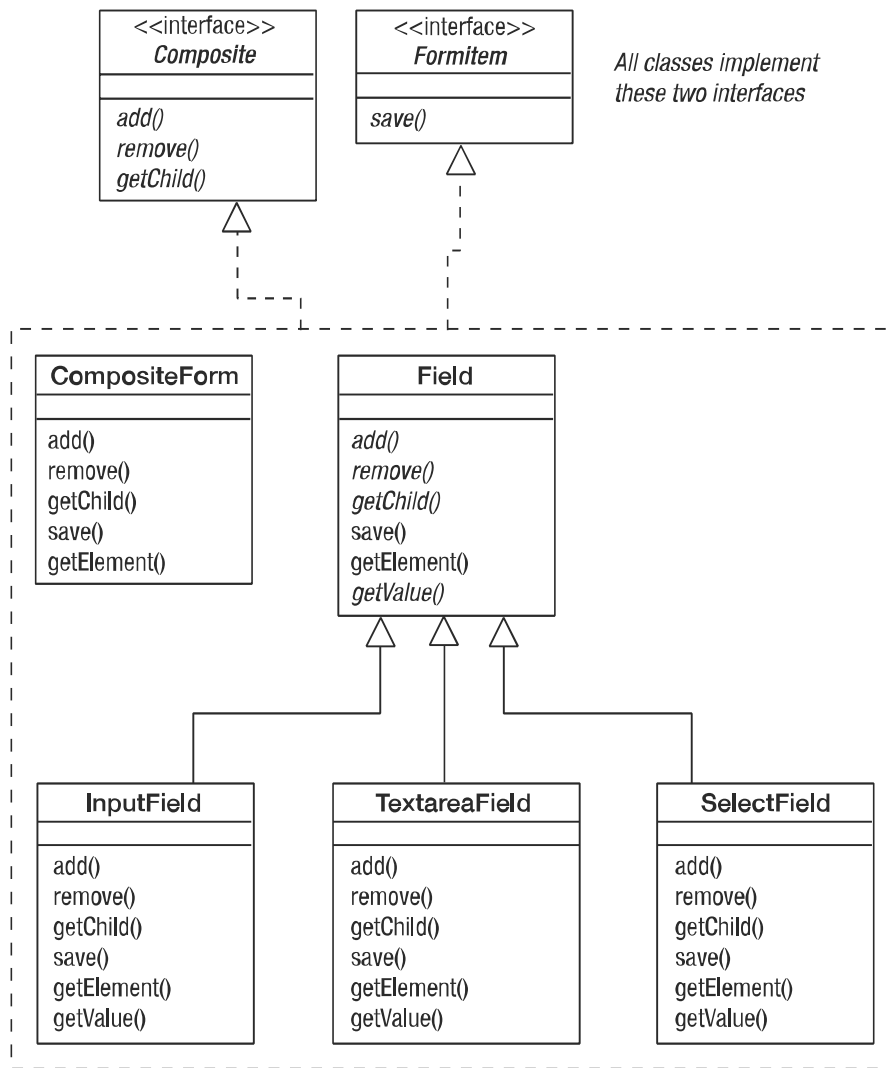 <<interface>>
Composite
add()
remove()
getChild()
<<interface>>
Formitem
save()
All classes implement
these two interfaces
CompositeForm
add()
remove()
getChild()
save()
getElement()
Field
add()
remove()
getChild()
save()
getElement()
getValue()
InputField
add()
remove()
getChild()
save()
getElement()
getValue()
TextareaField
add()
remove()
getChild()
save()
getElement()
getValue()
SelectField
add()
remove()
getChild()
save()
getElement()
getValue()